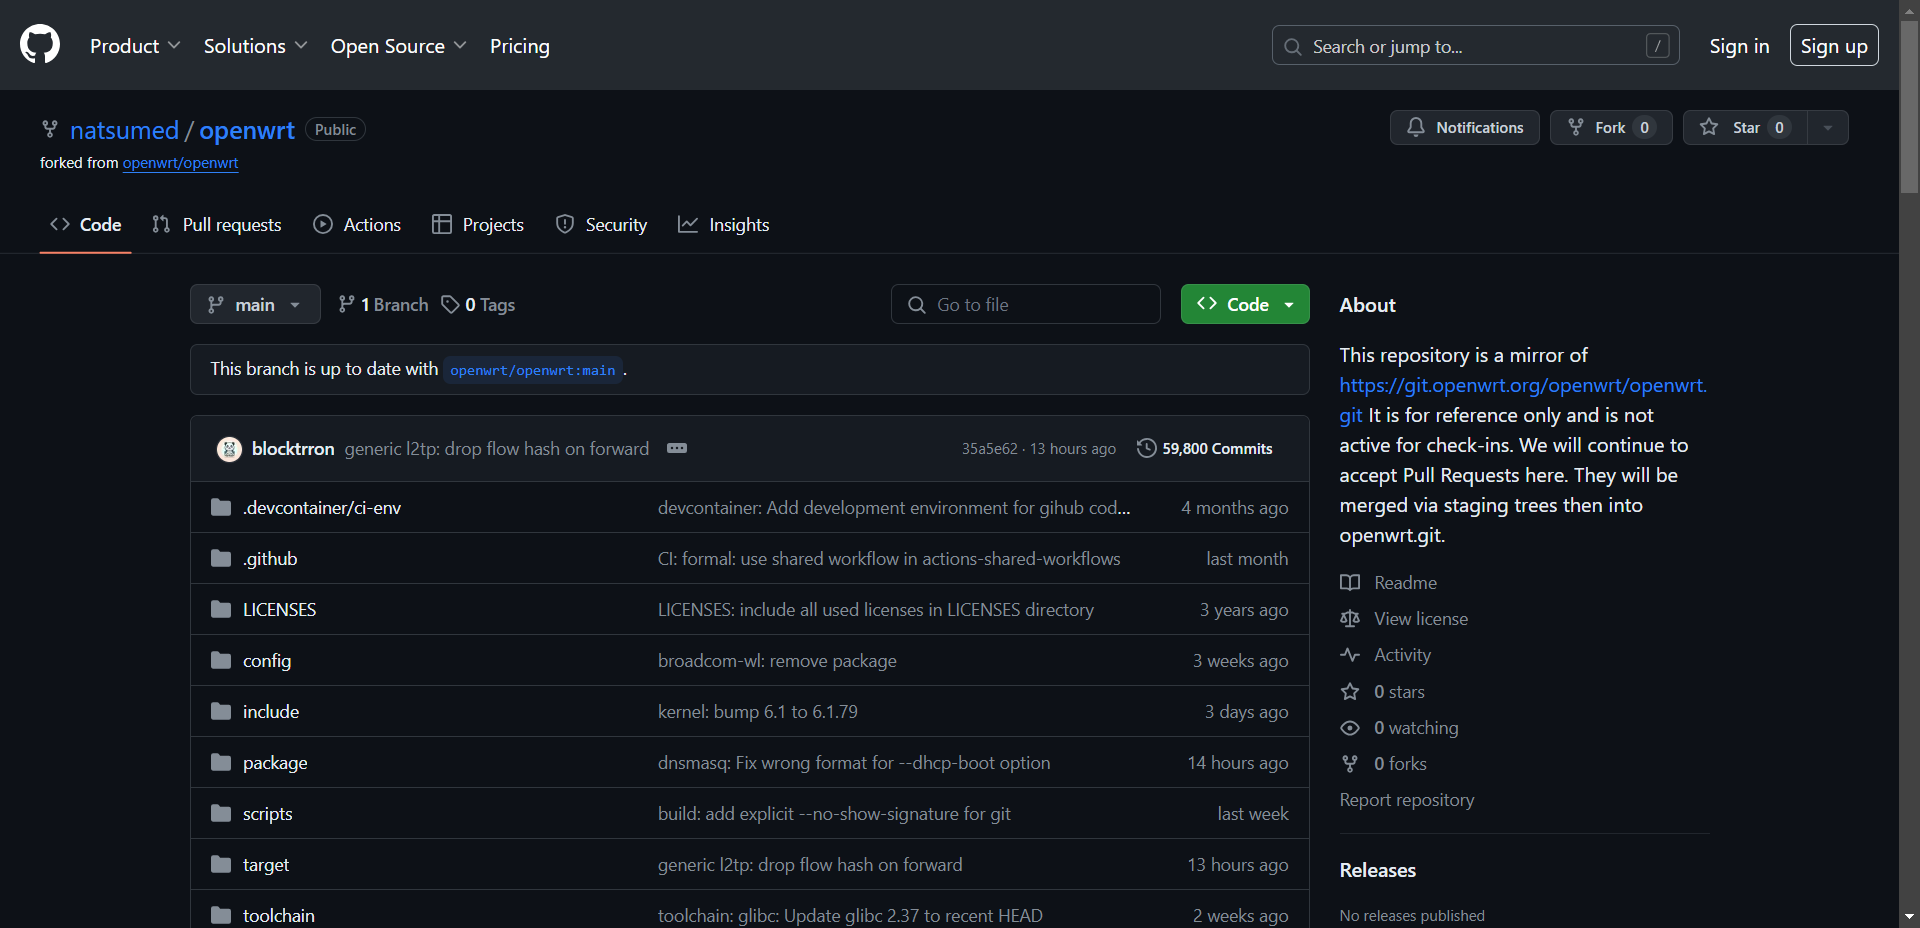 Product Solutions Open Source Pricing Search or jump to... / Sign in Sign up
natsumed / openwrt Public Notifications Fork 0 Star 0
forked from openwrt/openwrt
Code Pull requests Actions Projects Security Insights
main 1 Branch 0 Tags Go to file Code
This branch is up to date with openwrt/openwrt:main .
blocktrron generic l2tp: drop flow hash on forward 35a5e62 · 13 hours ago 59,800 Commits
.devcontainer/ci-env devcontainer: Add development environment for gihub cod... 4 months ago
.github CI: formal: use shared workflow in actions-shared-workflows last month
LICENSES LICENSES: include all used licenses in LICENSES directory 3 years ago
config broadcom-wl: remove package 3 weeks ago
include kernel: bump 6.1 to 6.1.79 3 days ago
package dnsmasq: Fix wrong format for --dhcp-boot option 14 hours ago
scripts build: add explicit --no-show-signature for git last week
target generic l2tp: drop flow hash on forward 13 hours ago
toolchain toolchain: glibc: Update glibc 2.37 to recent HEAD 2 weeks ago
About
This repository is a mirror of
https://git.openwrt.org/openwrt/openwrt.
git It is for reference only and is not
active for check-ins. We will continue to
accept Pull Requests here. They will be
merged via staging trees then into
openwrt.git.
Readme
View license
Activity
0 stars
0 watching
0 forks
Report repository
Releases
No releases published